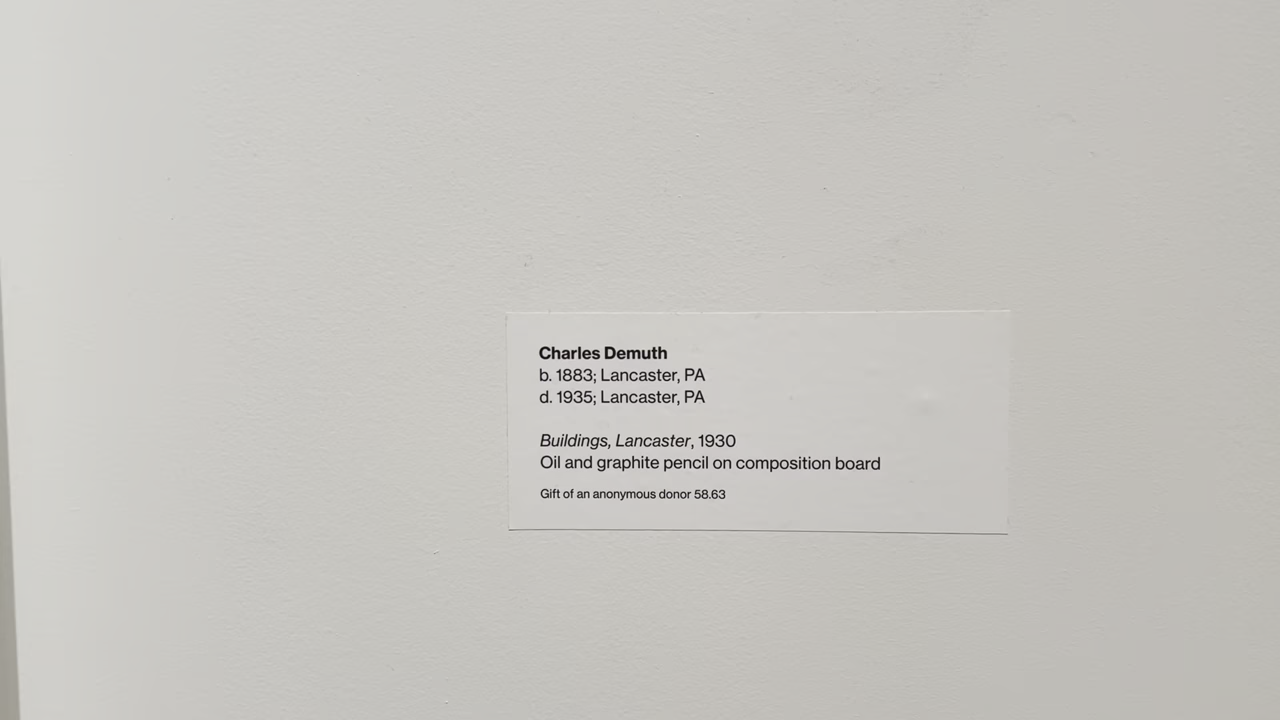 Charles Demuth
b. 1883; Lancaster, PA
d. 1935; Lancaster, PA
Buildings, Lancaster, 1930
Oil and graphite pencil on composition board
Gift of an anonymous donor 58.63